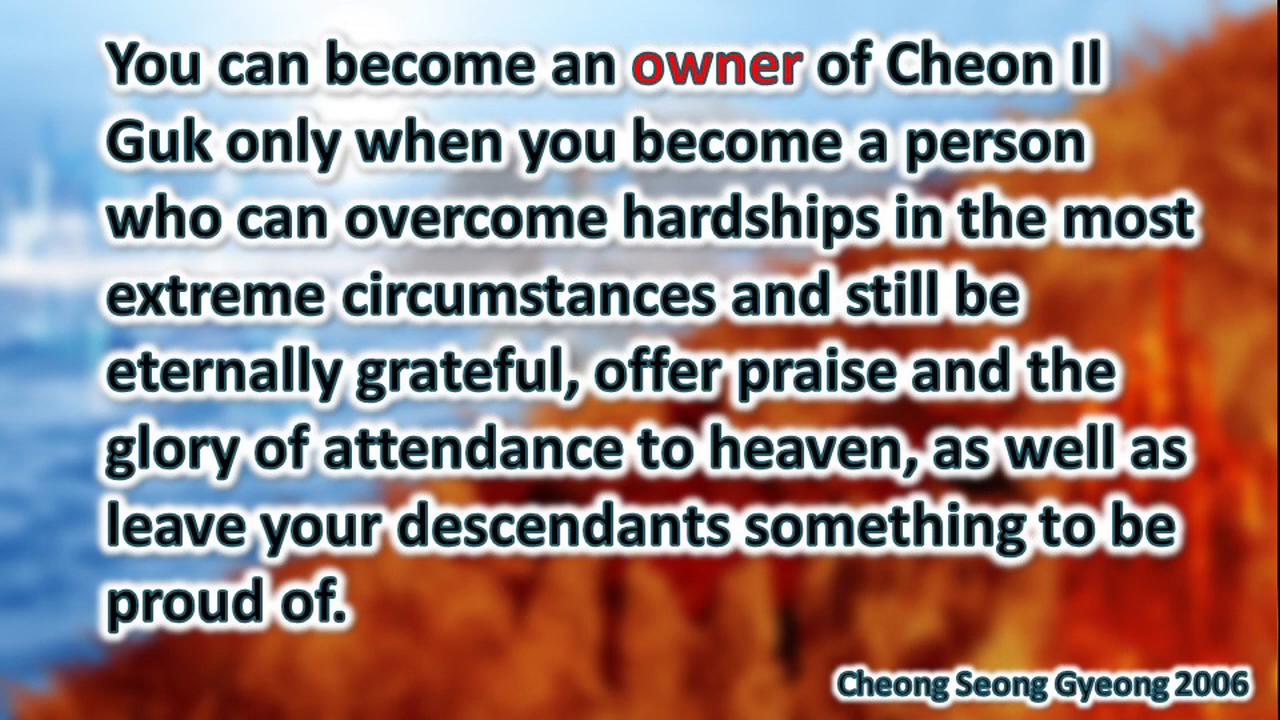 You can become an owner of Cheon Il
Guk only when you become a person
who can overcome hardships in the most
extreme circumstances and still be
eternally grateful, offer praise and the
glory of attendance to heaven, as well as
leave your descendants something to be
proud of.
Cheong Seong Gyeong 2006